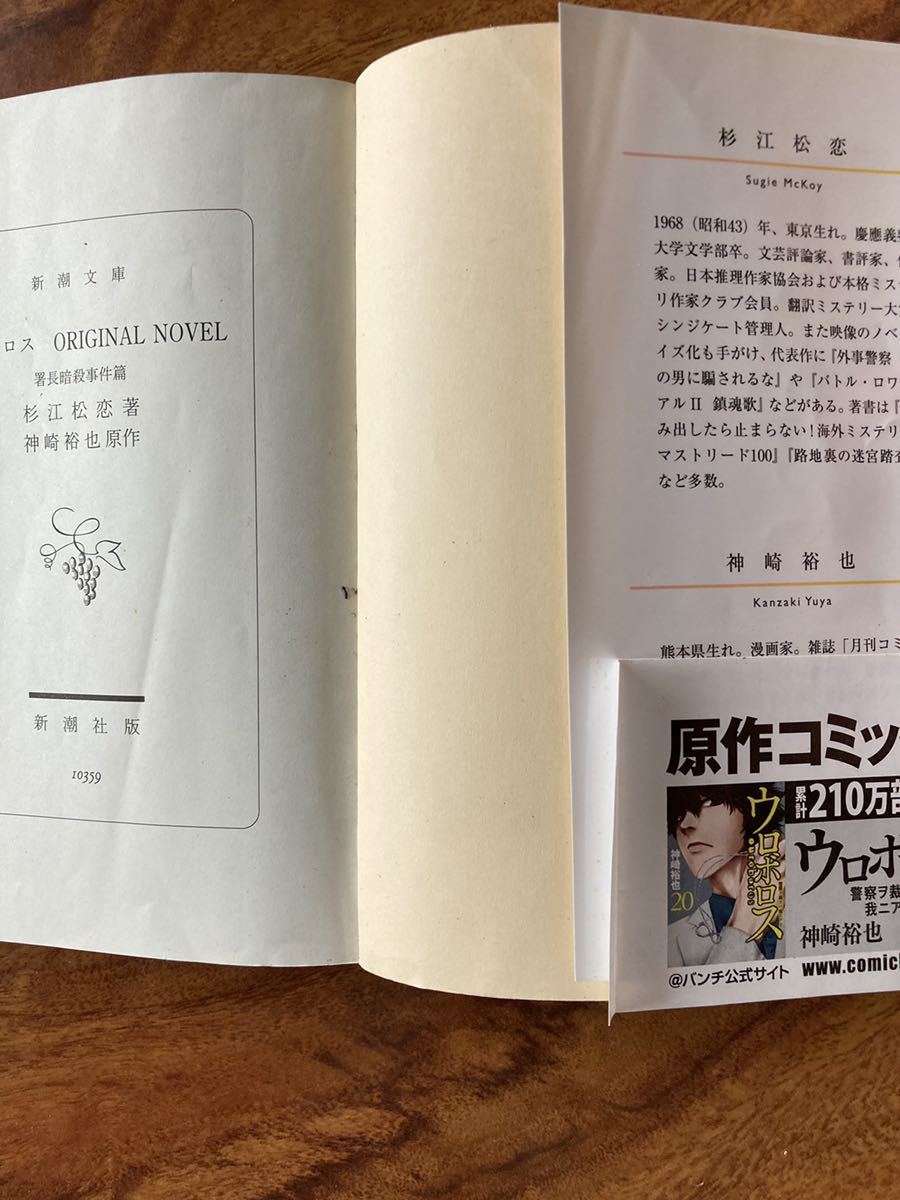 新潮文庫
ロス ORIGINAL NOVEL
署長暗殺事件篇
杉江松恋著
神崎裕也原作
新潮社版
10359
杉江松恋
Sugie McKoy
1968（昭和43）年、東京生れ。慶應義
大学文学部卒。文芸評論家、書評家、
家。日本推理作家協会および本格ミス
リ作家クラブ会員。翻訳ミステリー大
シンジケート管理人。また映像のノベ
イズ化も手がけ、代表作に『外事警察
の男に騙されるな』や『バトル・ロワ
アルⅡ 鎮魂歌』などがある。著書は『
み出したら止まらない！海外ミステリ
マストリード100』『路地裏の迷宮踏査
など多数。
神崎裕也
Kanzaki Yuya
熊本県生れ。漫画家。雑誌「月刊コミ
原作コミッ
累計210万部
ウロボロス
神崎裕也
20
ウロボ
警察ヲ裁
我ニア
神崎裕也
@バンチ公式サイト www.comic